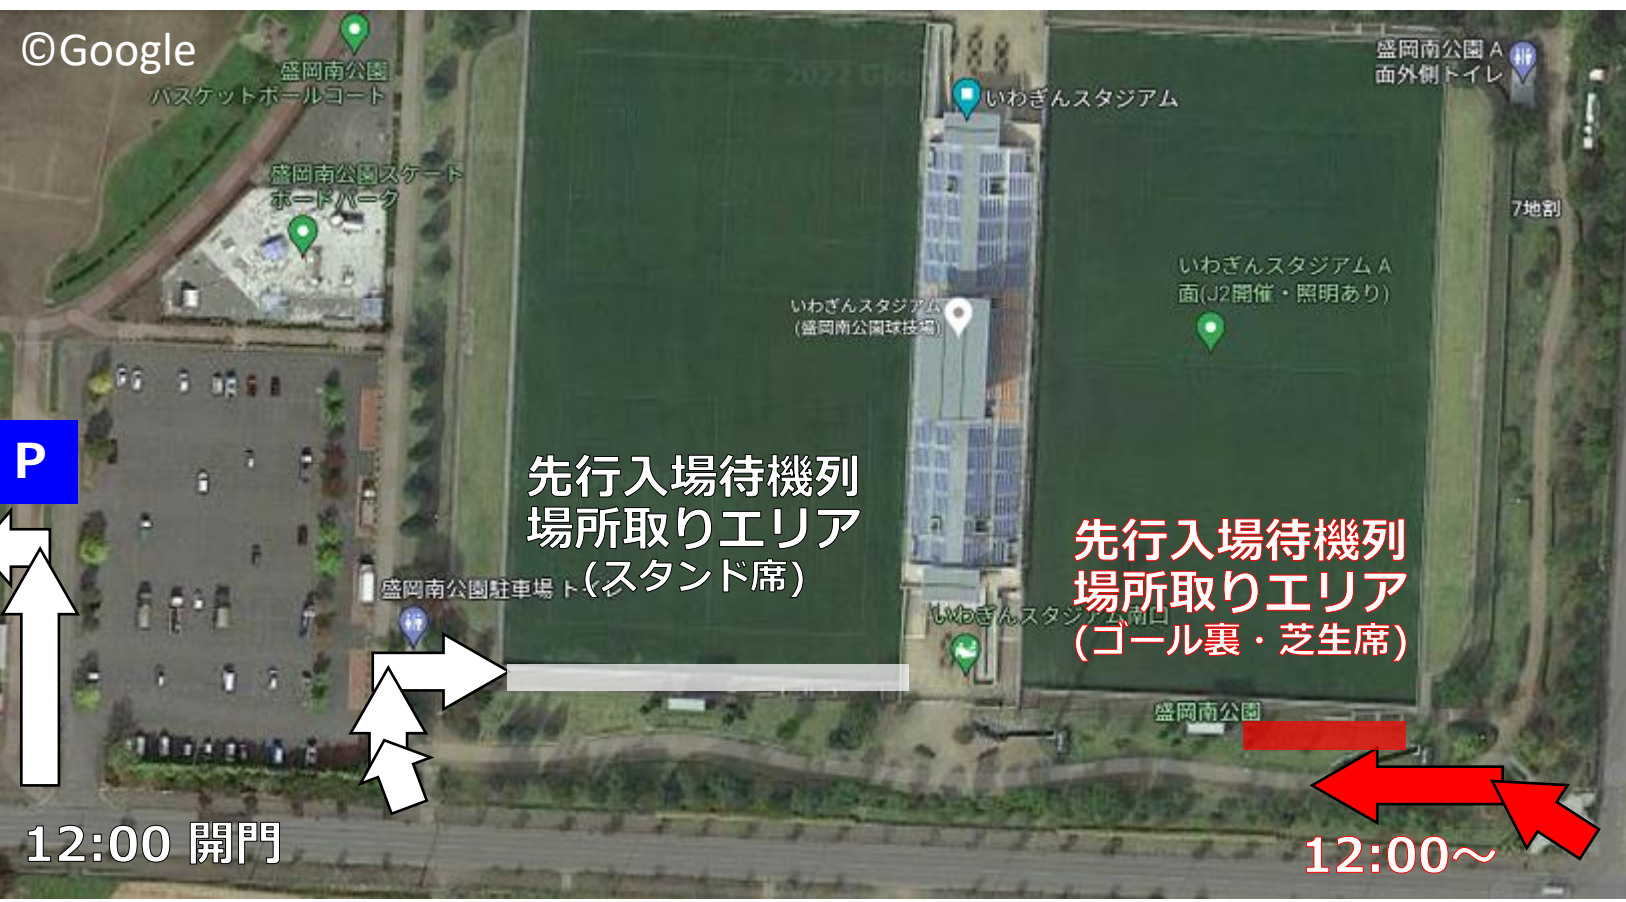 ©Google
盛岡南公園
バスケットボールコート
盛岡南公園スケート
ボードパーク
いわぎんスタジアム
盛岡南公園 A
面外側トイレ
7地割
いわぎんスタジアム A
面(J2開催・照明あり)
いわぎんスタジアム
(盛岡南公園球技場)
P
先行入場待機列
場所取りエリア
(スタンド席)
盛岡南公園駐車場 トイレ
先行入場待機列
場所取りエリア
(ゴール裏・芝生席)
いわぎんスタジアム南口
盛岡南公園
12:00 開門
12:00～